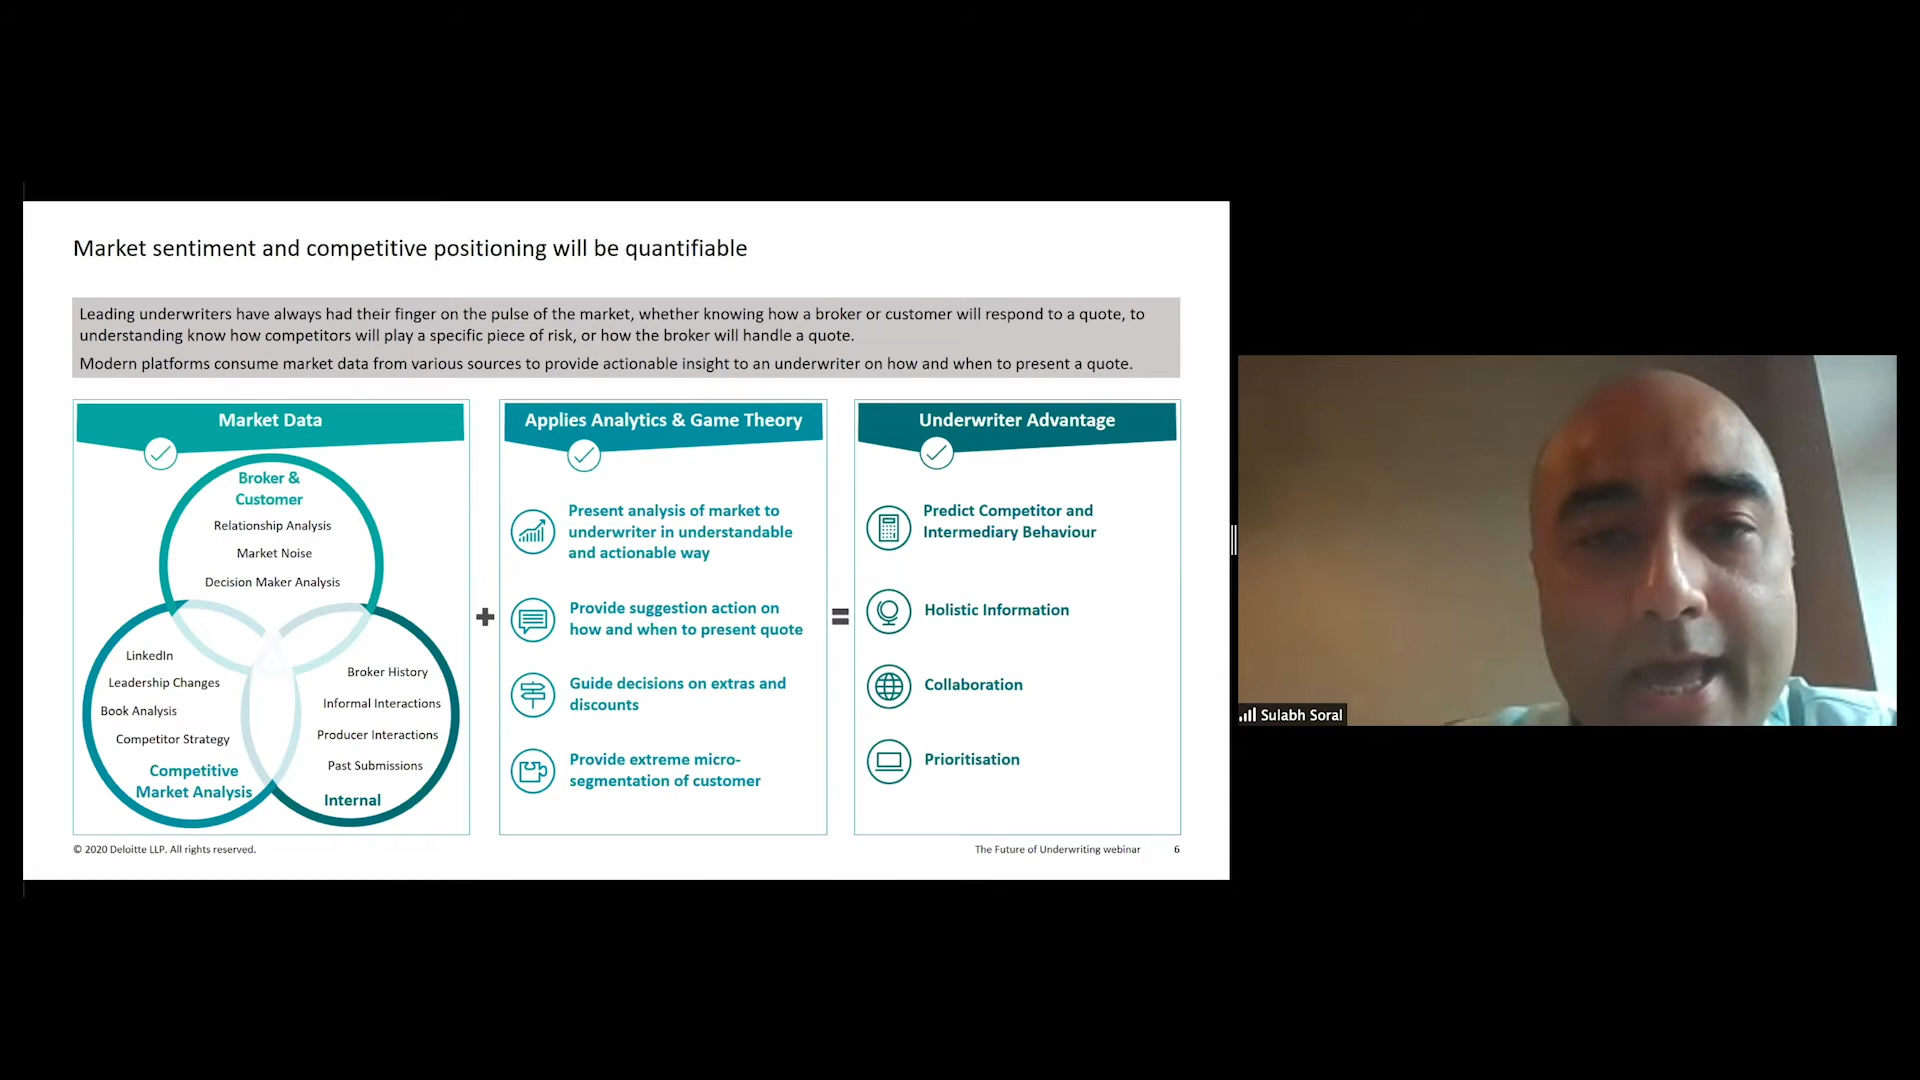 Market sentiment and competitive positioning will be quantifiable
Leading underwriters have always had their finger on the pulse of the market, whether knowing how a broker or customer will respond to a quote, to
understanding know how competitors will play a specific piece of risk, or how the broker will handle a quote.
Modern platforms consume market data from various sources to provide actionable insight to an underwriter on how and when to present a quote.
Market Data
Broker &
Customer
Relationship Analysis
Market Noise
Decision Maker Analysis
LinkedIn
Leadership Changes
Book Analysis
Competitor Strategy
Competitive
Market Analysis
Broker History
Informal Interactions
Producer Interactions
Past Submissions
Internal
+
Applies Analytics & Game Theory
Present analysis of market to
underwriter in understandable
and actionable way
Provide suggestion action on
how and when to present quote
Guide decisions on extras and
discounts
Provide extreme micro-
segmentation of customer
=
Underwriter Advantage
Predict Competitor and
Intermediary Behaviour
Holistic Information
Collaboration
Prioritisation
© 2020 Deloitte LLP. All rights reserved.
The Future of Underwriting webinar 6
Sulabh Soral